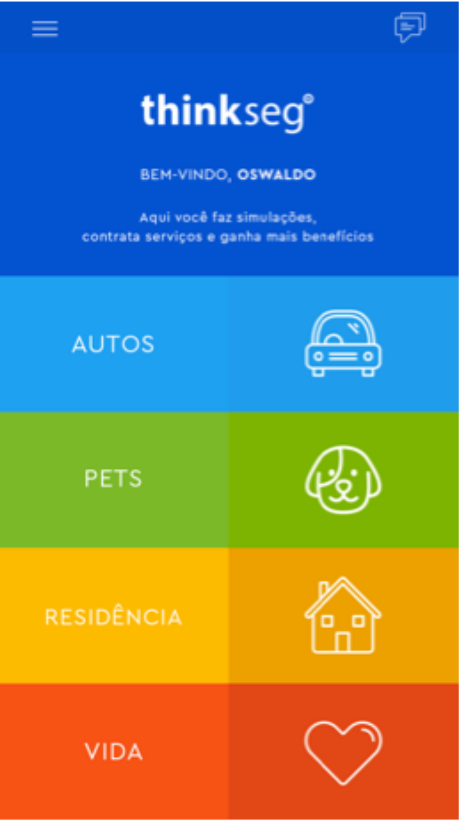 thinkseg®
BEM-VINDO, OSWALDO
Aqui você faz simulações,
contrata serviços e ganha mais benefícios
AUTOS
PETS
RESIDÊNCIA
VIDA